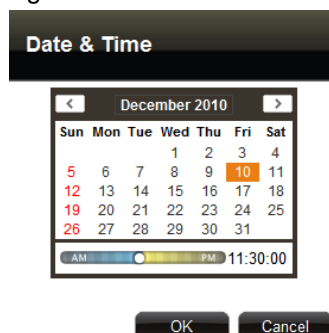 Date & Time
< December 2010 >
Sun Mon Tue Wed Thu Fri Sat
1 2 3 4
5 6 7 8 9 10 11
12 13 14 15 16 17 18
19 20 21 22 23 24 25
26 27 28 29 30 31
AM PM 11:30:00
OK Cancel